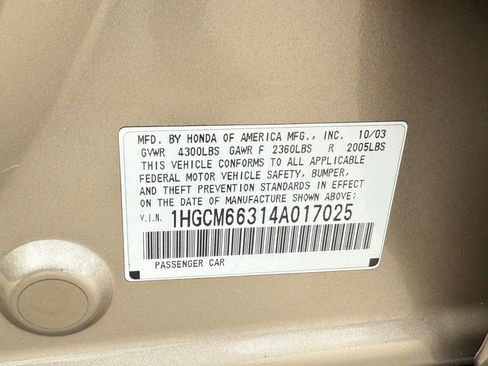 MFD. BY HONDA OF AMERICA MFG., INC. 10/03
GVWR 4300LBS GAWR F 2360LBS R 2005LBS
THIS VEHICLE CONFORMS TO ALL APPLICABLE
FEDERAL MOTOR VEHICLE SAFETY, BUMPER,
AND THEFT PREVENTION STANDARDS IN EFFECT
ON THE DATE OF MANUFACTURE SHOWN ABOVE:
V.I.N. 1HGCM66314A017025
PASSENGER CAR